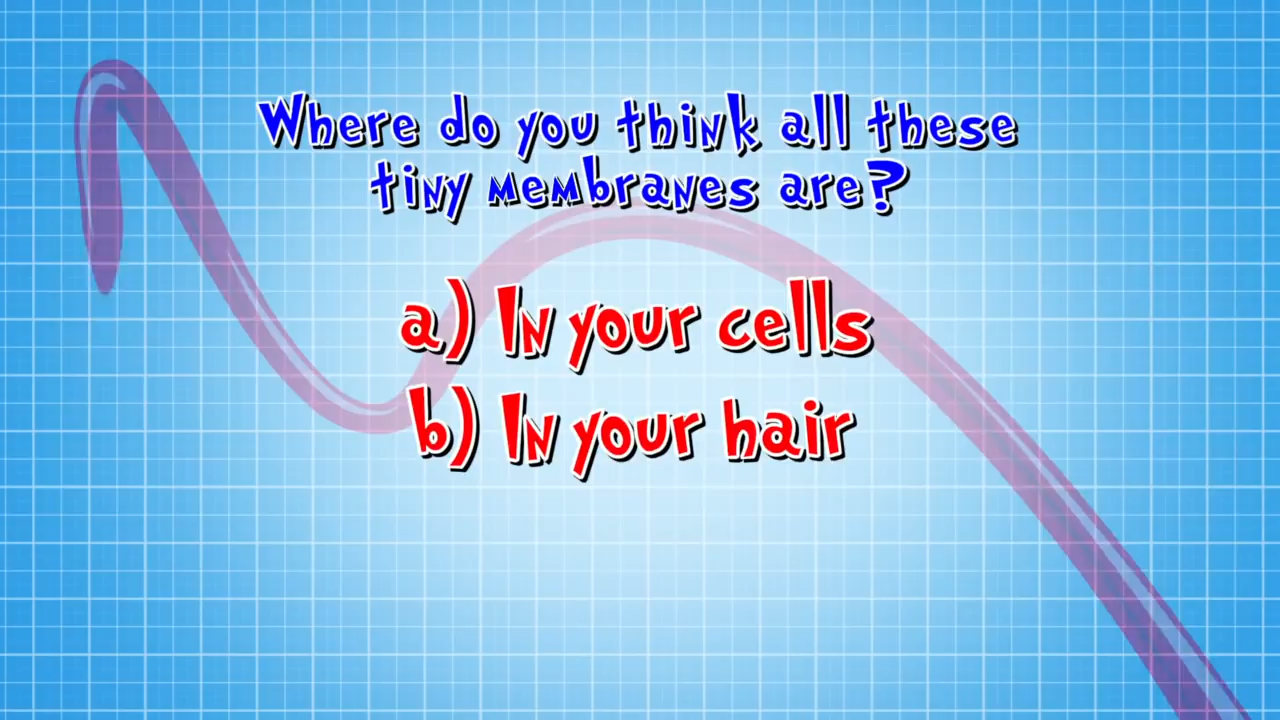 Where do you think all these
tiny membranes are?
a) In your cells
b) In your hair